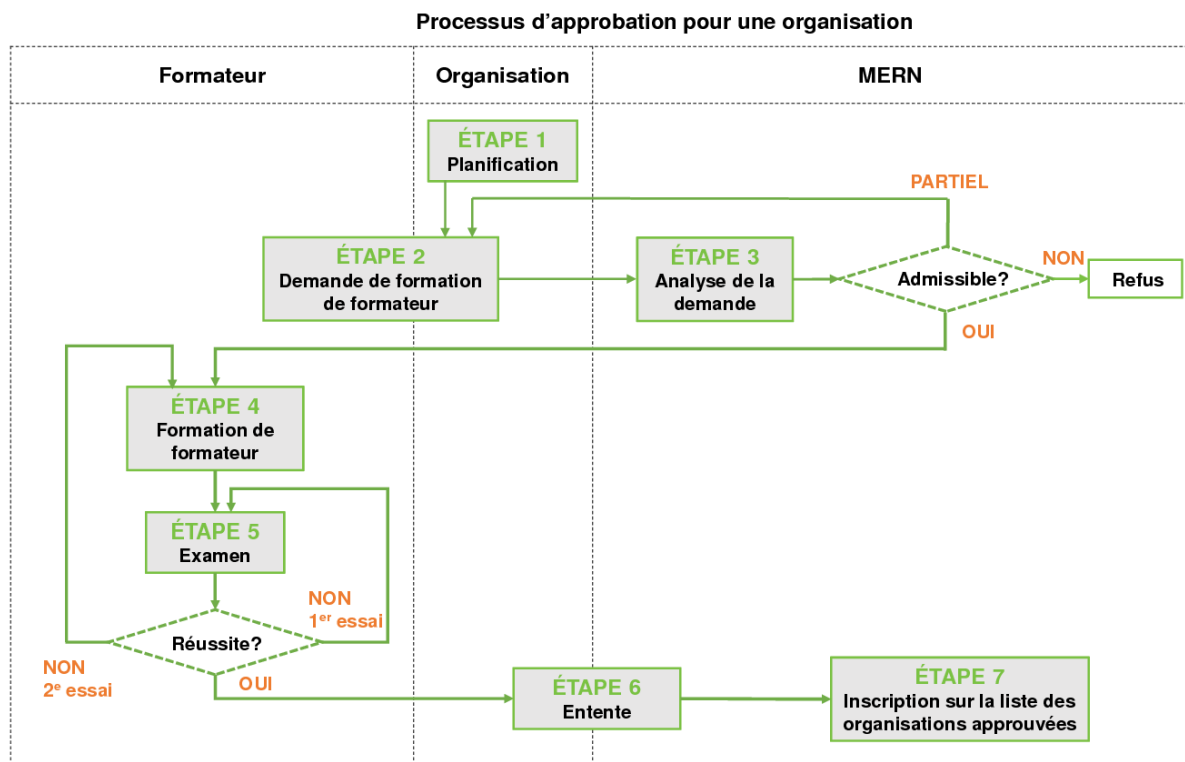 Processus d’approbation pour une organisation
Formateur
Organisation
MERN
ÉTAPE 1
Planification
PARTIEL
ÉTAPE 2
Demande de formation
de formateur
ÉTAPE 3
Analyse de la
demande
Admissible?
NON
Refus
OUI
ÉTAPE 4
Formation de
formateur
ÉTAPE 5
Examen
NON
1er essai
Réussite?
NON
2e essai
OUI
ÉTAPE 6
Entente
ÉTAPE 7
Inscription sur la liste des
organisations approuvées